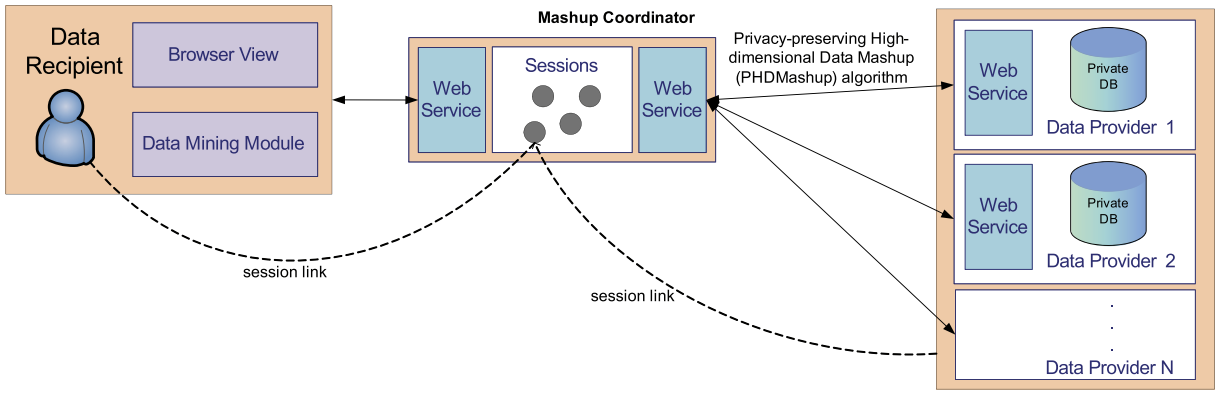 Data
Recipient
Browser View
Data Mining Module
session link
Mashup Coordinator
Web
Service
Sessions
Web
Service
session link
Privacy-preserving High-
dimensional Data Mashup
(PHDMashup) algorithm
Web
Service
Private
DB
Data Provider 1
Web
Service
Private
DB
Data Provider 2
.
.
.
Data Provider N